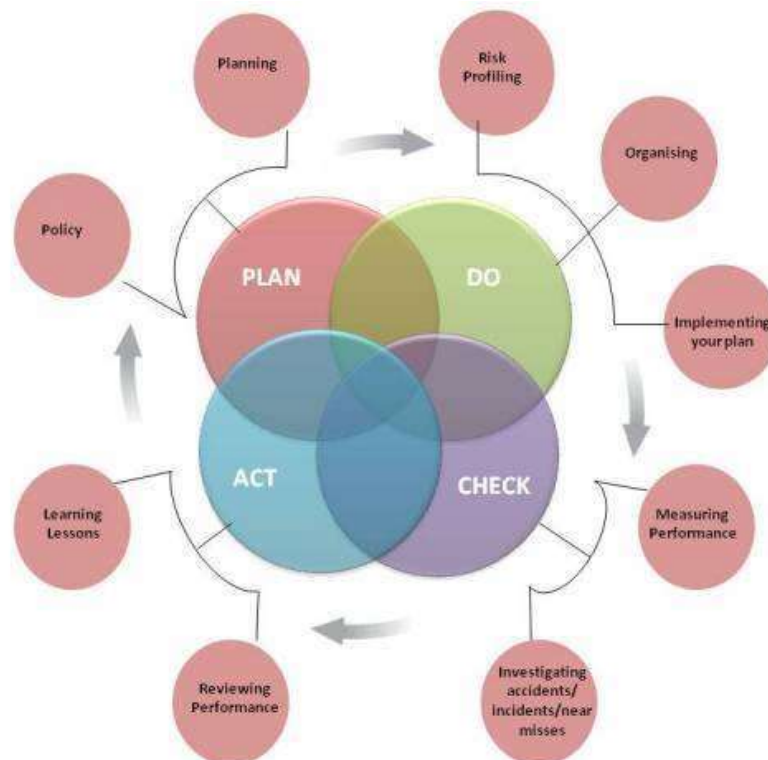 Planning
Risk
Profiling
Organising
Policy
PLAN
DO
Implementing
your plan
ACT
CHECK
Learning
Lessons
Measuring
Performance
Reviewing
Performance
Investigating
accidents/
incidents/near
misses